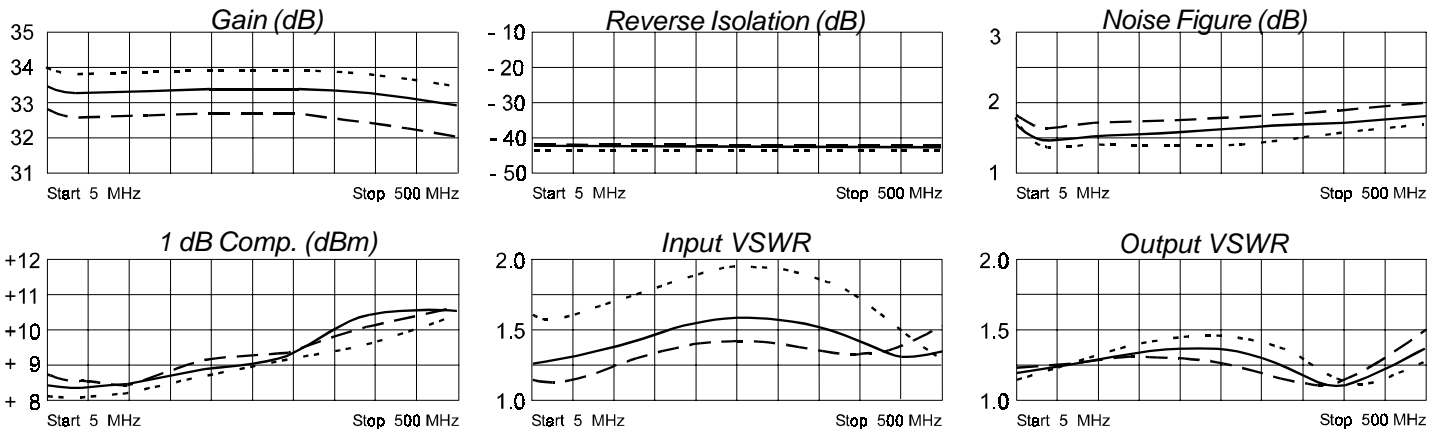 Gain (dB)
35
34
33
32
31
Start 5 MHz
Stop 500 MHz
Reverse Isolation (dB)
- 10
- 20
- 30
- 40
- 50
Start 5 MHz
Stop 500 MHz
Noise Figure (dB)
3
2
1
Start 5 MHz
Stop 500 MHz
1 dB Comp. (dBm)
+12
+11
+10
+ 9
+ 8
Start 5 MHz
Stop 500 MHz
Input VSWR
2.0
1.5
1.0
Start 5 MHz
Stop 500 MHz
Output VSWR
2.0
1.5
1.0
Start 5 MHz
Stop 500 MHz